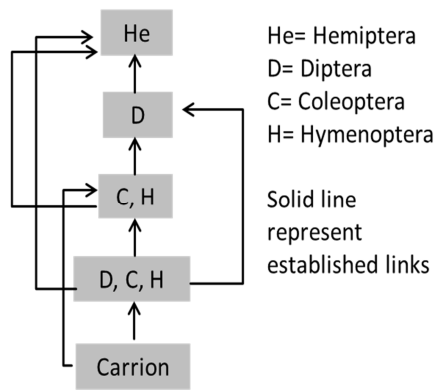 He
D
C, H
D, C, H
Carrion
He= Hemiptera
D= Diptera
C= Coleoptera
H= Hymenoptera
Solid line
represent
established links